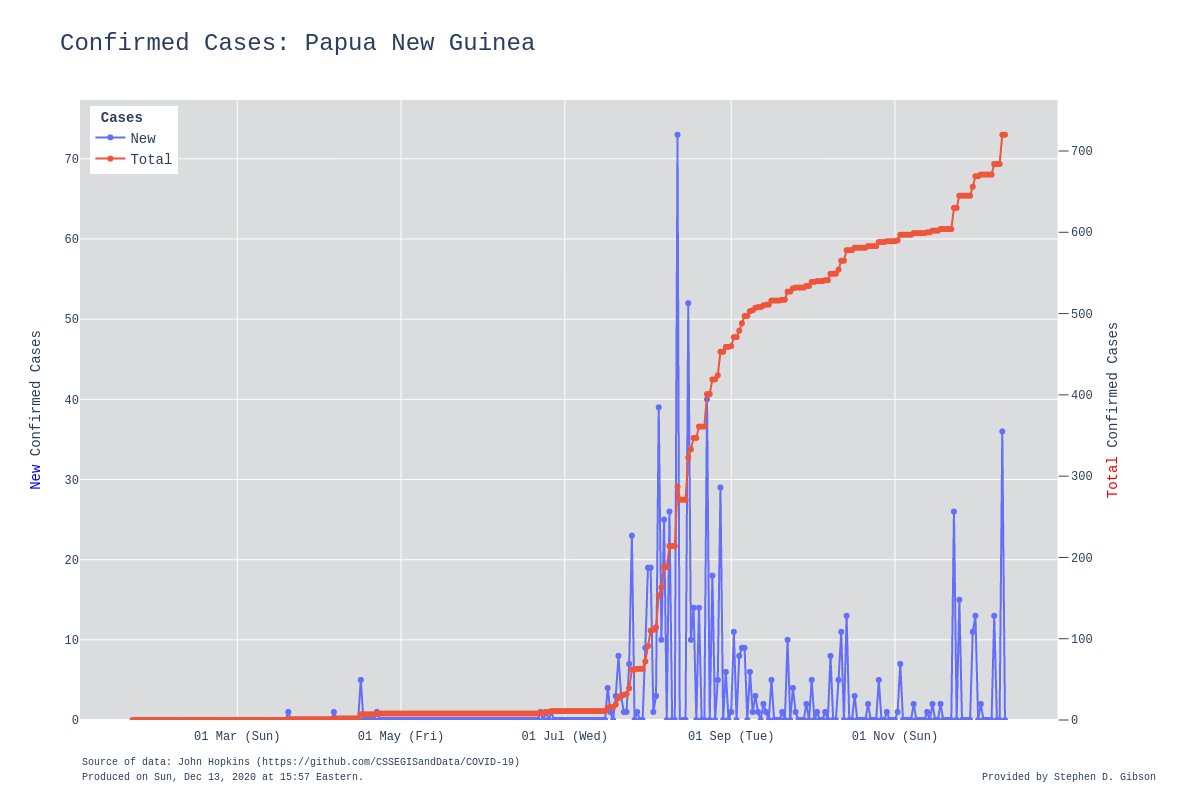 Confirmed Cases: Papua New Guinea
Cases
New
Total
70
60
50
40
30
20
10
0
New Confirmed Cases
700
600
500
400
300
200
100
0
Total Confirmed Cases
01 Mar (Sun) 01 May (Fri) 01 Jul (Wed) 01 Sep (Tue) 01 Nov (Sun)
Source of data: John Hopkins (https://github.com/CSSEGISandData/COVID-19)
Produced on Sun, Dec 13, 2020 at 15:57 Eastern.
Provided by Stephen D. Gibson